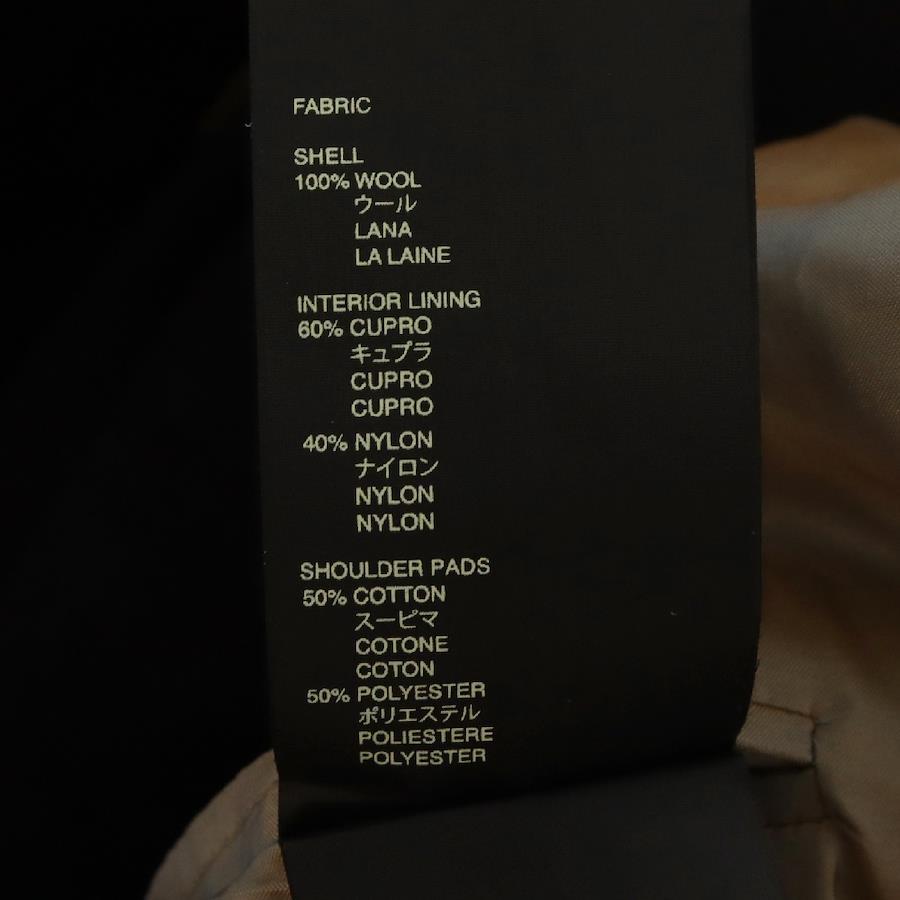 FABRIC
SHELL
100% WOOL
ウール
LANA
LA LAINE
INTERIOR LINING
60% CUPRO
キュプラ
CUPRO
CUPRO
40% NYLON
ナイロン
NYLON
NYLON
SHOULDER PADS
50% COTTON
スーピマ
COTONE
COTON
50% POLYESTER
ポリエステル
POLIESTERE
POLYESTER